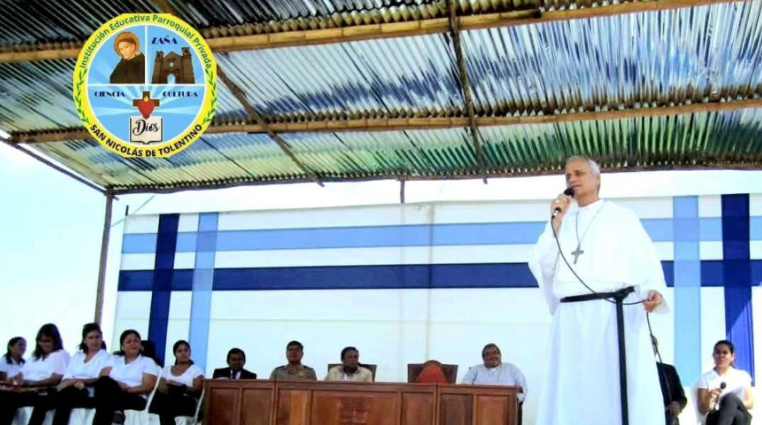 Institución Educativa Parroquial Privada
ZAÑA
CIENCIA CULTURA
Dios
SAN NICOLÁS DE TOLENTINO